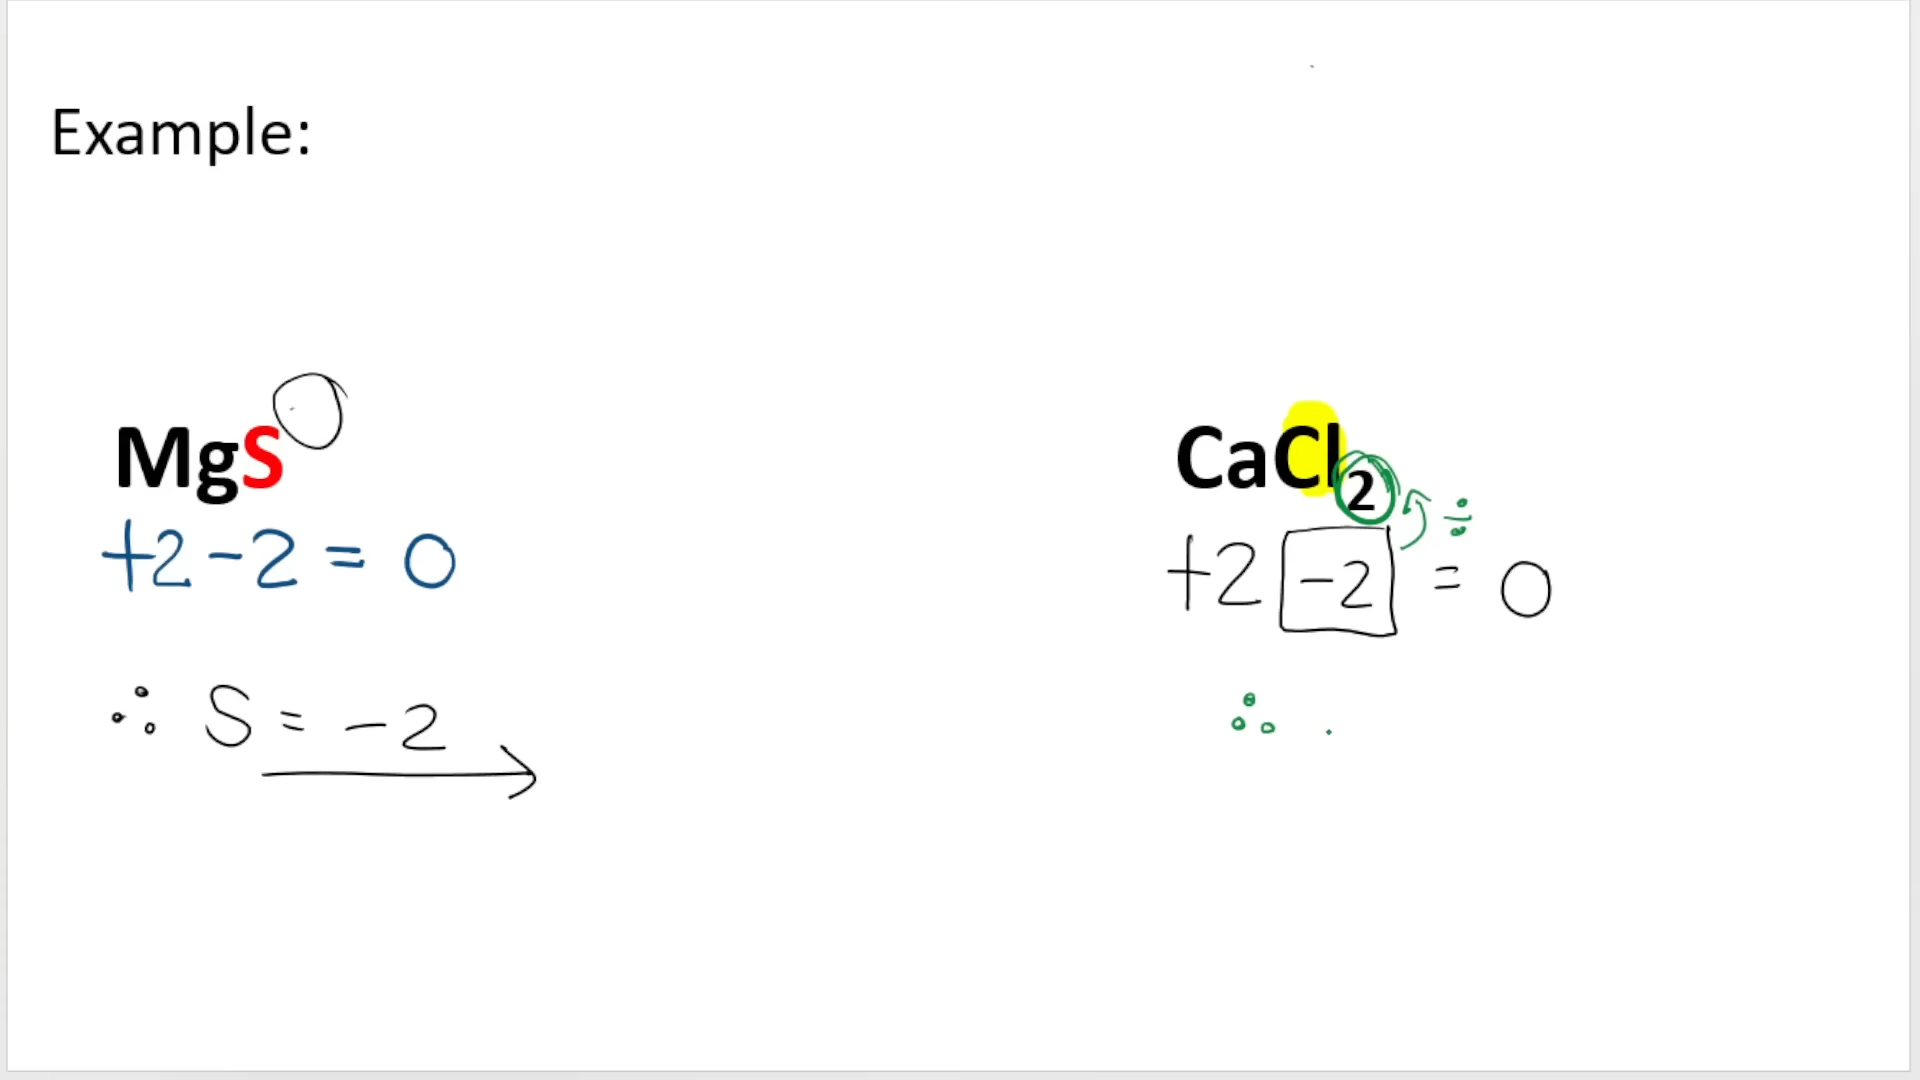 Example:
MgS
+2 -2 = 0
∴ S = -2
CaCl₂
÷
+2 -2 = 0
∴